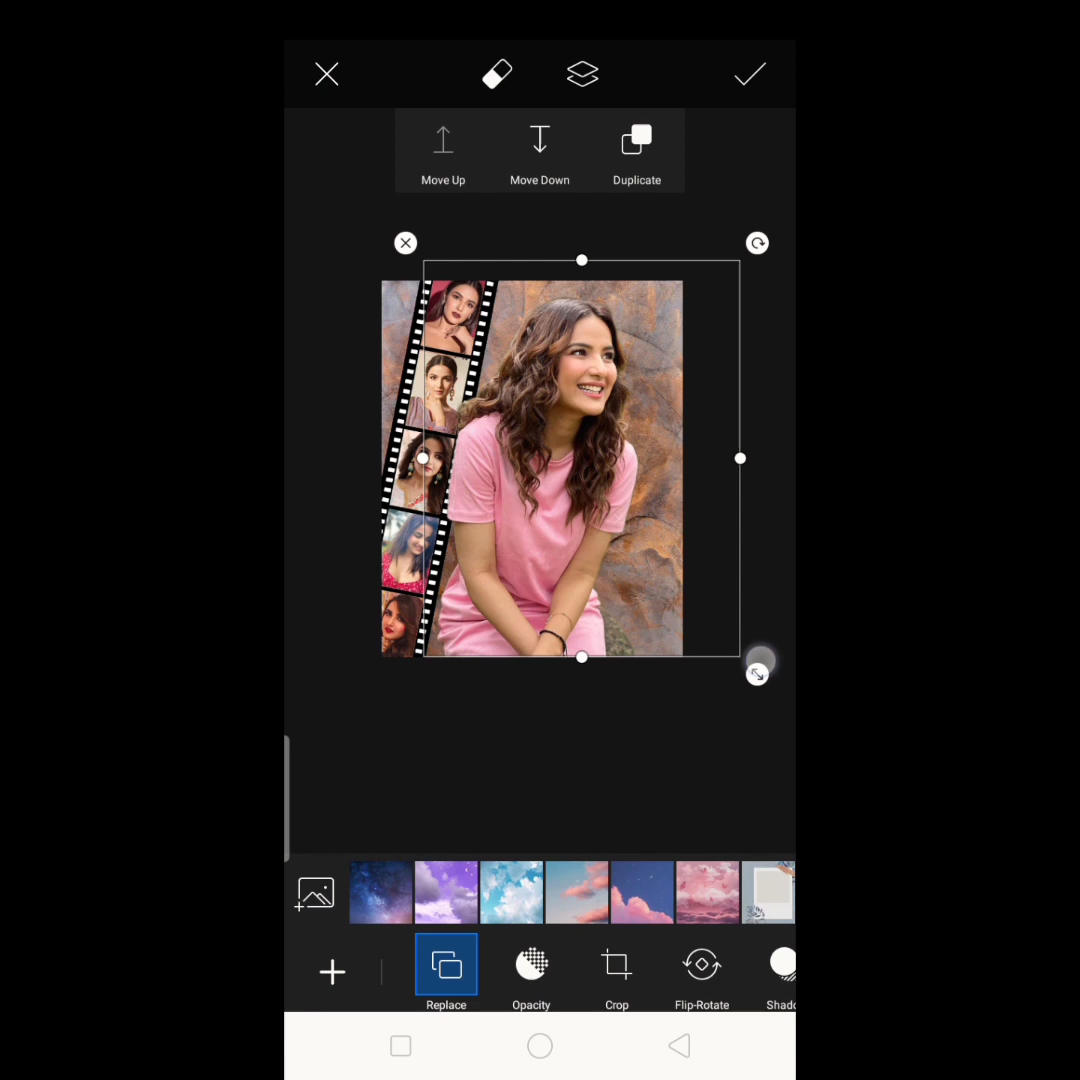 Move Up
Move Down
Duplicate
Replace
Opacity
Crop
Flip-Rotate
Shado